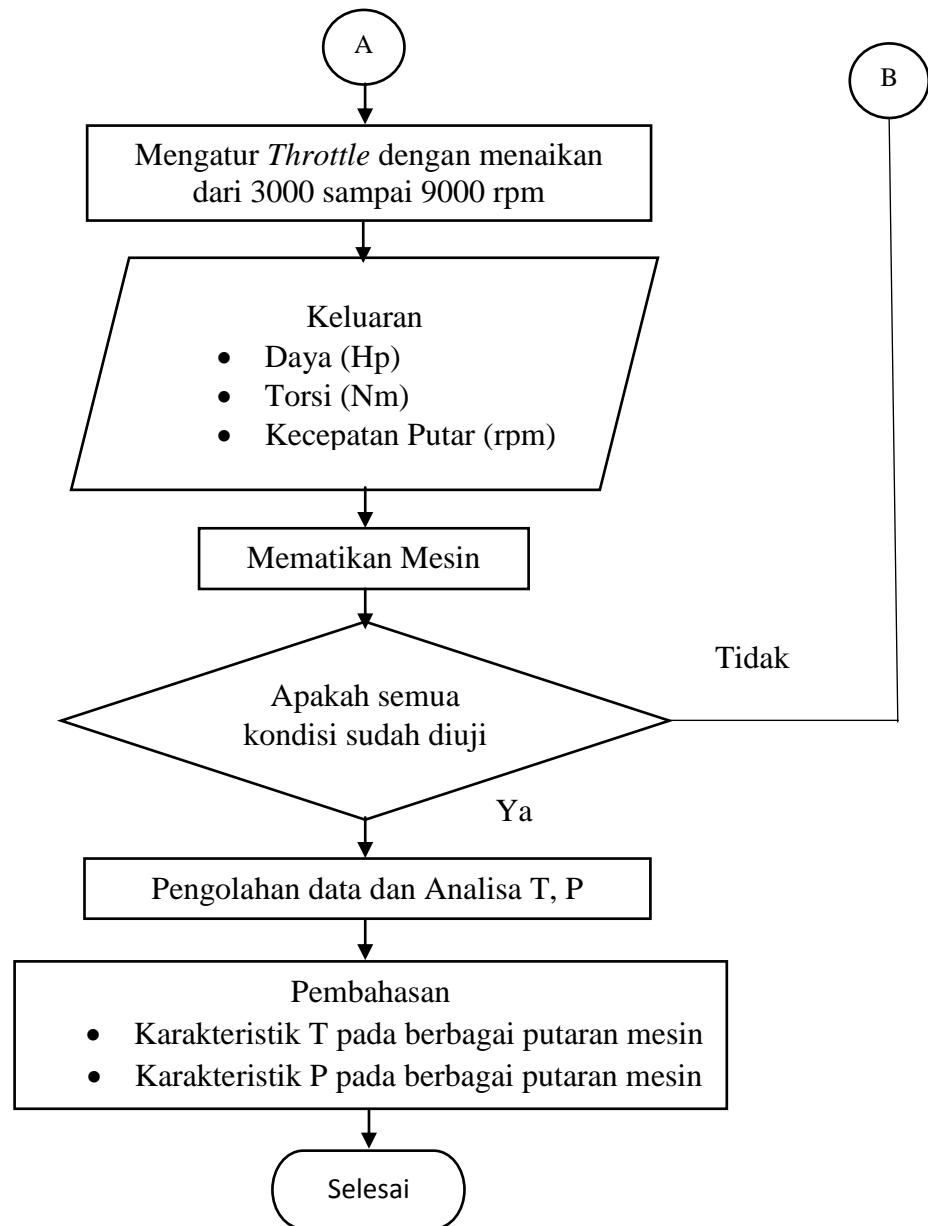 A
B
Mengatur Throttle dengan menaikan
dari 3000 sampai 9000 rpm
Keluaran
• Daya (Hp)
• Torsi (Nm)
• Kecepatan Putar (rpm)
Mematikan Mesin
Apakah semua
kondisi sudah diuji
Tidak
Ya
Pengolahan data dan Analisa T, P
Pembahasan
• Karakteristik T pada berbagai putaran mesin
• Karakteristik P pada berbagai putaran mesin
Selesai